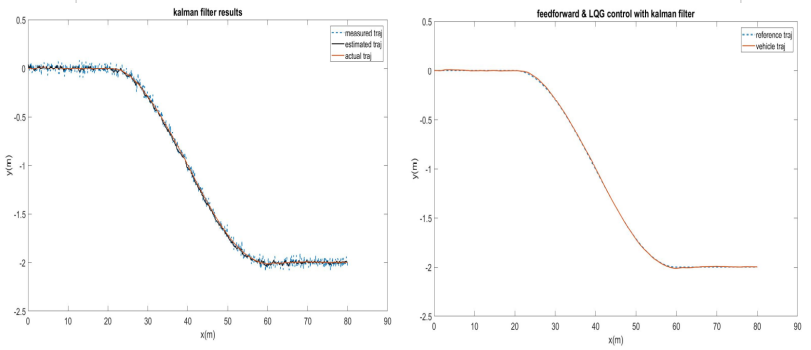 kalman filter results
0.5
0
-0.5
-1
-1.5
-2
-2.5
y(m)
0 10 20 30 40 50 60 70 80 90
x(m)
measured traj
estimated traj
actual traj
feedforward & LQG control with kalman filter
0.5
0
-0.5
-1
-1.5
-2
-2.5
y(m)
0 10 20 30 40 50 60 70 80 90
x(m)
reference traj
vehicle traj